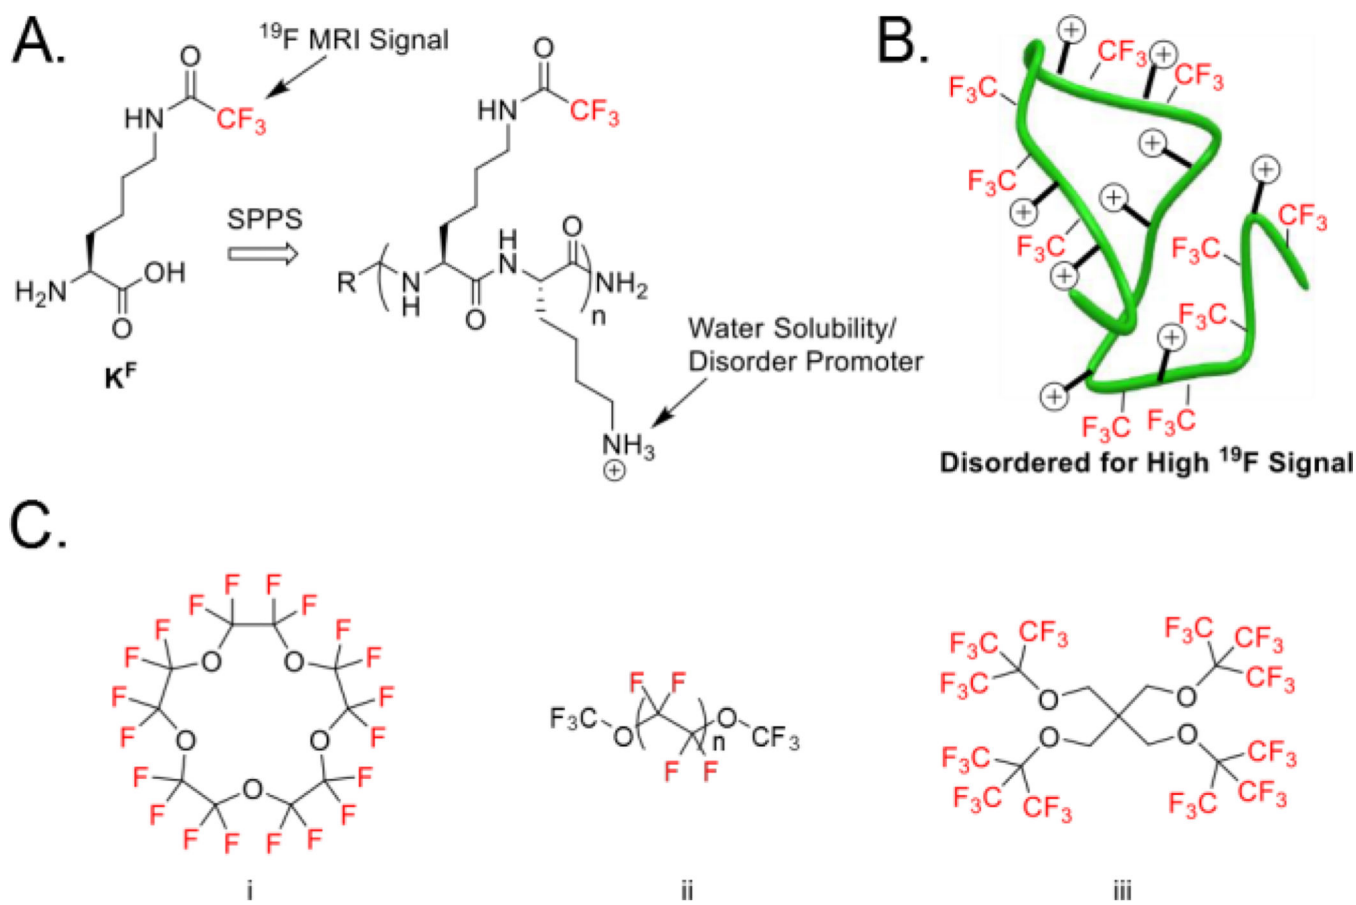 A.
¹⁹F MRI Signal
O
HN
CF₃
H₂N
OH
O
K^F
SPPS
O
HN
CF₃
R
N
H
O
H
N
O
n
NH₂
NH₃
+
Water Solubility/
Disorder Promoter
B.
+
CF₃
+
CF₃
F₃C
+
F₃C
+
+
+
F₃C
CF₃
F₃C
+
F₃C
+
+
F₃C
F₃C
Disordered for High ¹⁹F Signal
C.
F
F
F
F
F
F
O
O
F
F
F
F
F
F
F
F
O
O
F
F
O
F
F
F
F
F
F
i
F
F
F₃C
O
n
O
CF₃
F
F
ii
F₃C
CF₃
CF₃
F₃C
O
F₃C
CF₃
CF₃
O
F₃C
CF₃
CF₃
F₃C
O
O
CF₃
CF₃
F₃C
iii